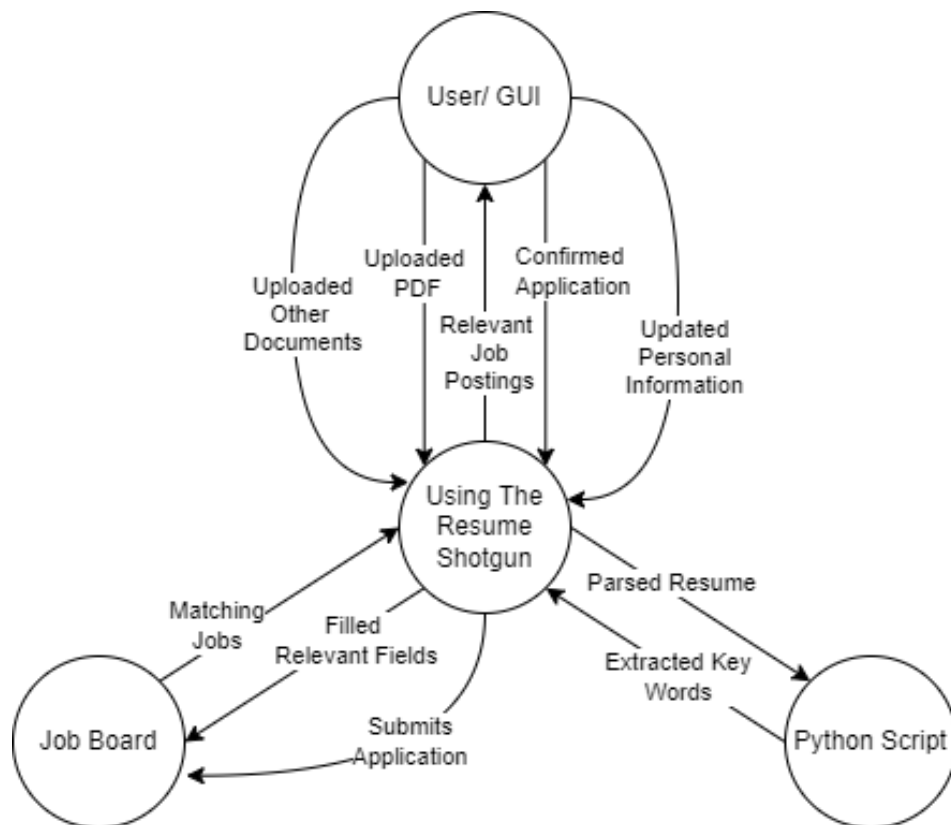 User/ GUI
Uploaded
Other
Documents
Uploaded
PDF
Relevant
Job
Postings
Confirmed
Application
Updated
Personal
Information
Using The
Resume
Shotgun
Matching
Jobs
Filled
Relevant Fields
Submits
Application
Parsed Resume
Extracted Key
Words
Job Board
Python Script